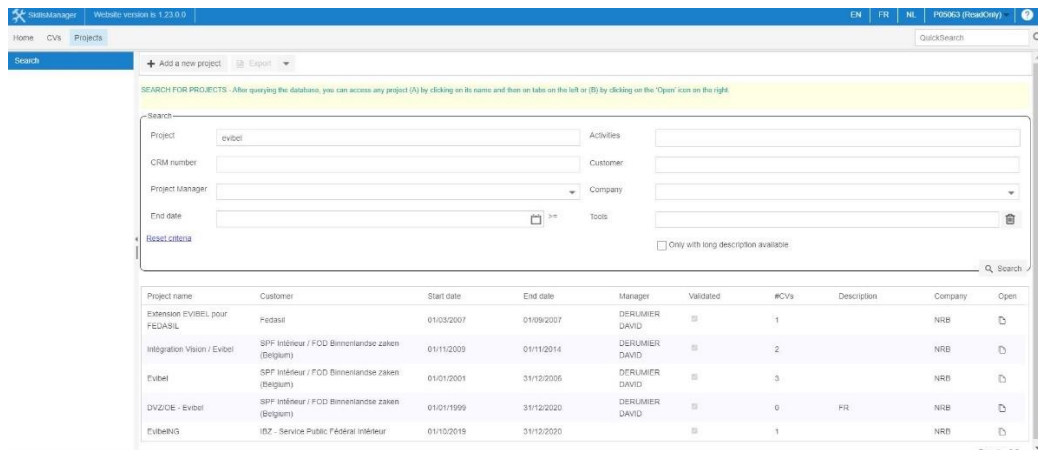 SkillsManager Website version is 1.23.0.0 EN FR NL P05063 (ReadOnly) ?
Home CVs Projects QuickSearch
Search
+ Add a new project Export
SEARCH FOR PROJECTS - After querying the database, you can access any project (A) by clicking on its name and then on tabs on the left or (B) by clicking on the 'Open' icon on the right.
Search
Project evibel Activities
CRM number Customer
Project Manager Company
End date >= Tools
Reset criteria Only with long description available
Search
Project name Customer Start date End date Manager Validated #CVs Description Company Open
Extension EVIBEL pour FEDASIL Fedasil 01/03/2007 01/09/2007 DERUMIER DAVID 1 NRB
Intégration Vision / Evibel SPF Intérieur / FOD Binnenlandse zaken (Belgium) 01/11/2009 01/11/2014 DERUMIER DAVID 2 NRB
Evibel SPF Intérieur / FOD Binnenlandse zaken (Belgium) 01/01/2001 31/12/2006 DERUMIER DAVID 3 NRB
DVZ/OE - Evibel SPF Intérieur / FOD Binnenlandse zaken (Belgium) 01/01/1999 31/12/2020 DERUMIER DAVID 0 FR NRB
EvibelNG IBZ - Service Public Fédéral Intérieur 01/10/2019 31/12/2020 1 NRB